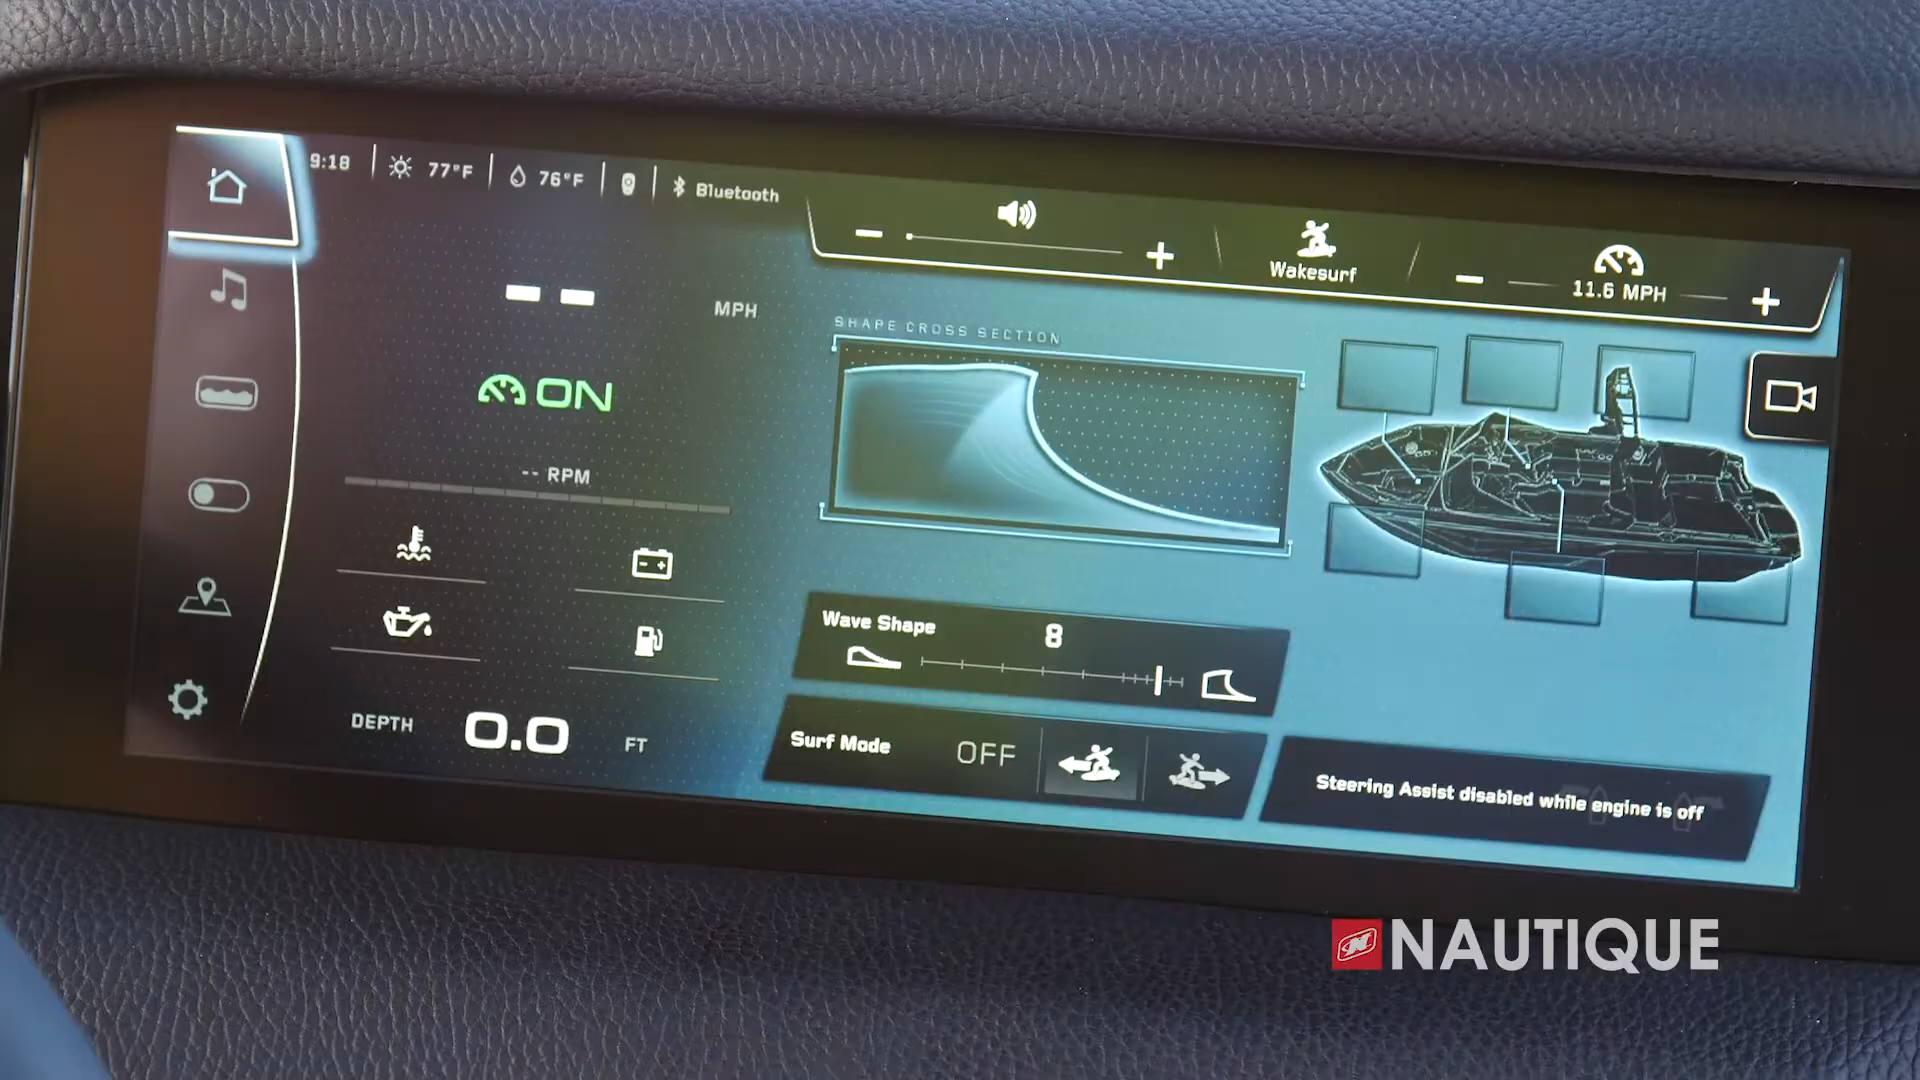 9:18
77°F
76°F
Bluetooth
Wakesurf
11.6 MPH
-- MPH
ON
-- RPM
DEPTH 0.0 FT
SHAPE CROSS SECTION
Wave Shape 8
Surf Mode OFF
Steering Assist disabled while engine is off
NAUTIQUE